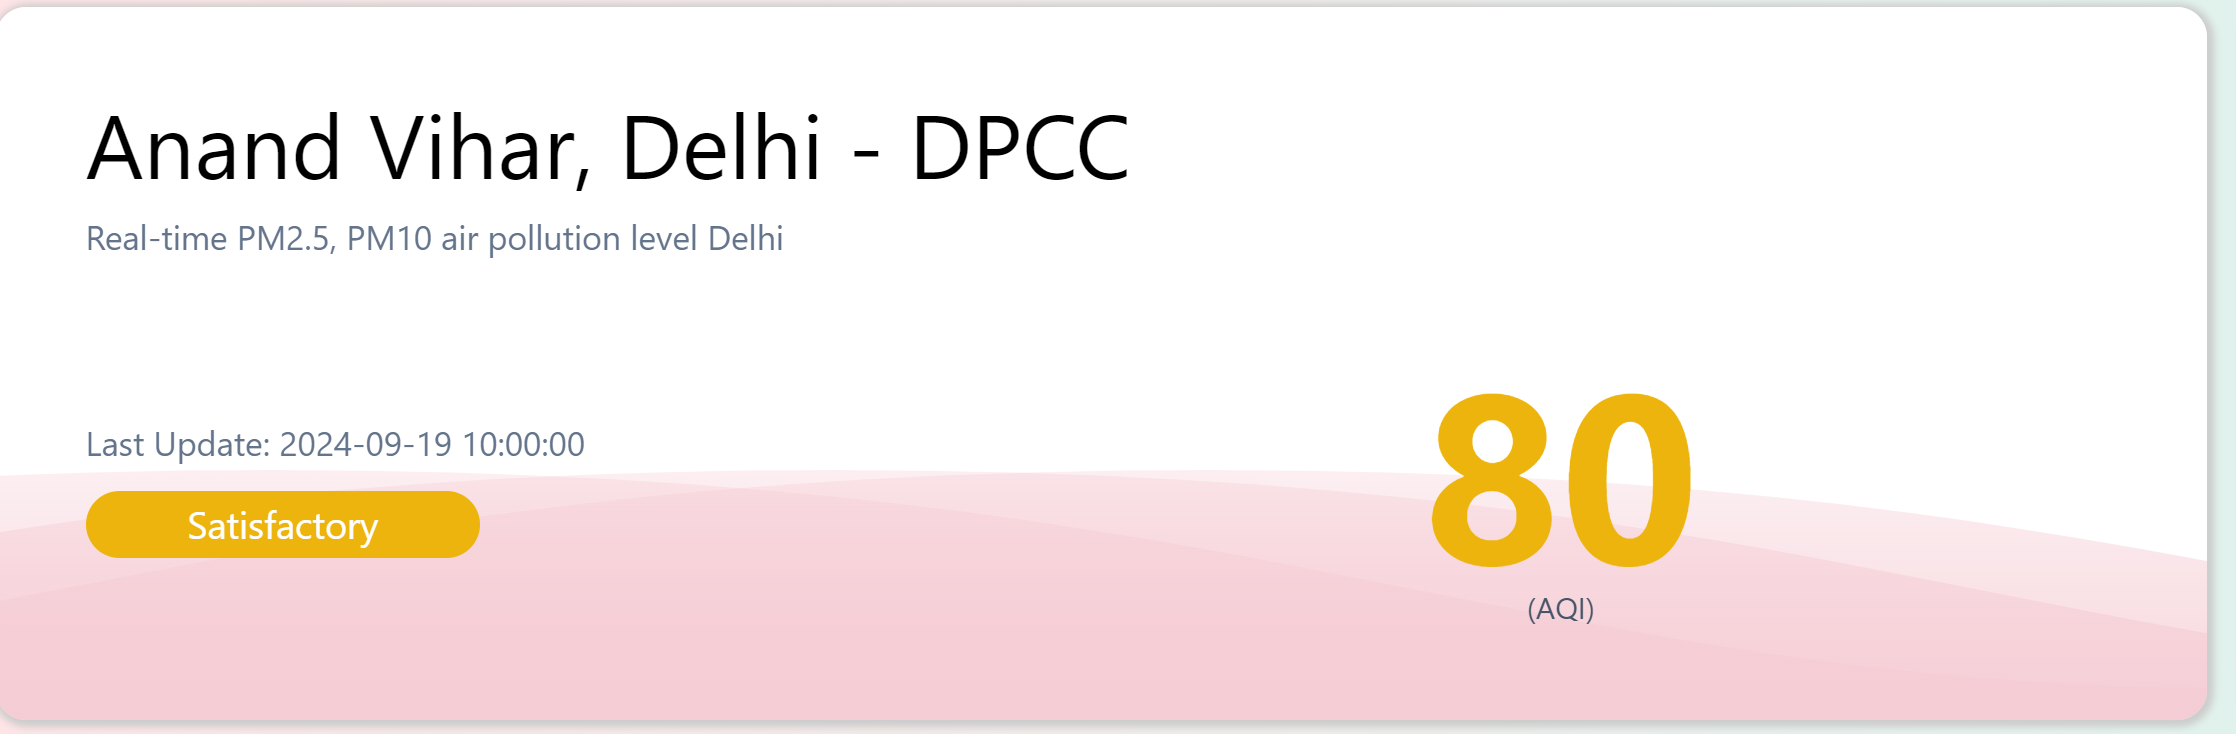 Anand Vihar, Delhi - DPCC
Real-time PM2.5, PM10 air pollution level Delhi
Last Update: 2024-09-19 10:00:00
Satisfactory
80
(AQI)